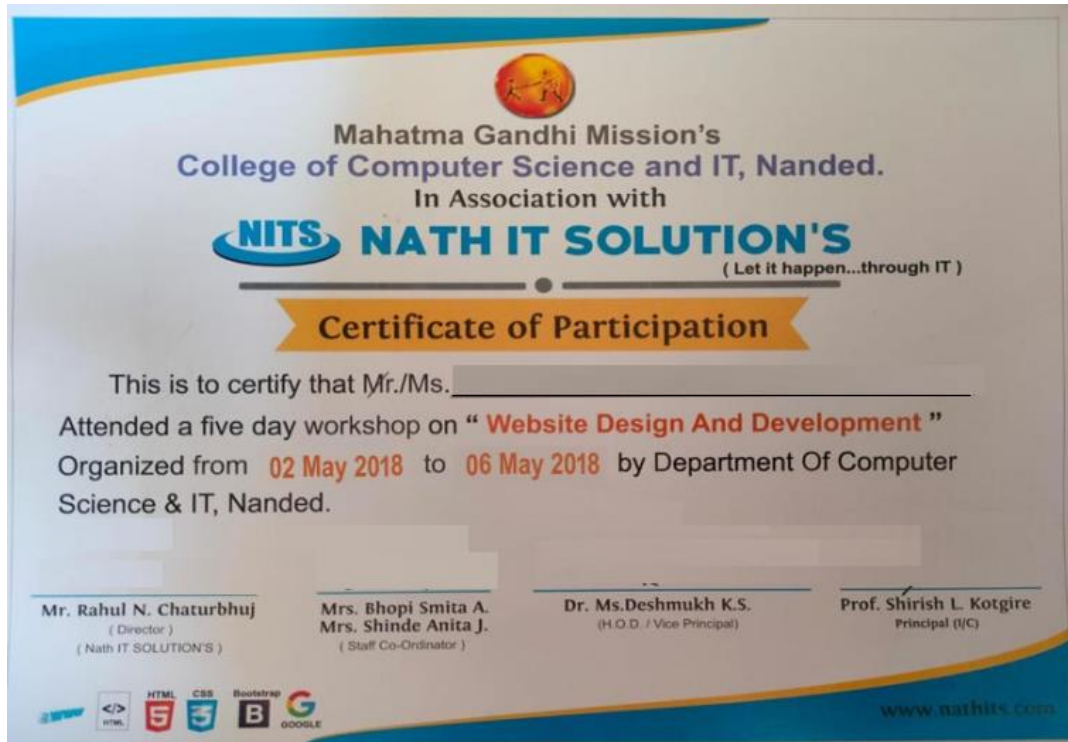 Mahatma Gandhi Mission's
College of Computer Science and IT, Nanded.
In Association with
NITS NATH IT SOLUTION'S
( Let it happen...through IT )
Certificate of Participation
This is to certify that Mr./Ms.
Attended a five day workshop on “ Website Design And Development ”
Organized from 02 May 2018 to 06 May 2018 by Department Of Computer
Science & IT, Nanded.
Mr. Rahul N. Chaturbhuj
( Director )
( Nath IT SOLUTION'S )
Mrs. Bhopi Smita A.
Mrs. Shinde Anita J.
( Staff Co-Ordinator )
Dr. Ms.Deshmukh K.S.
(H.O.D. / Vice Principal)
Prof. Shirish L. Kotgire
Principal (I/C)
www
</> HTML
HTML 5
CSS 3
Bootstrap B
G GOOGLE
www.nathits.com